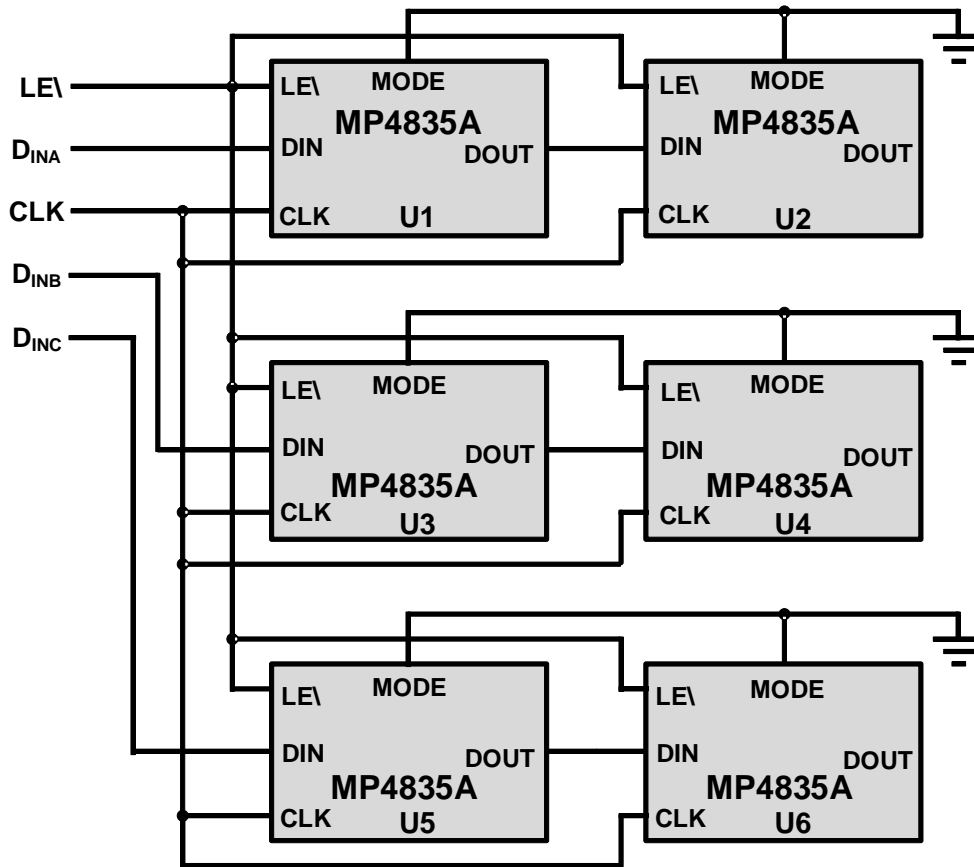 LE\
DINA
CLK
DINB
DINC
LE\
MODE
MP4835A
DIN
DOUT
CLK
U1
LE\
MODE
MP4835A
DIN
DOUT
CLK
U2
LE\
MODE
DIN
DOUT
MP4835A
CLK
U3
LE\
MODE
DIN
DOUT
MP4835A
CLK
U4
LE\
MODE
DIN
DOUT
MP4835A
CLK
U5
LE\
MODE
DIN
DOUT
MP4835A
CLK
U6